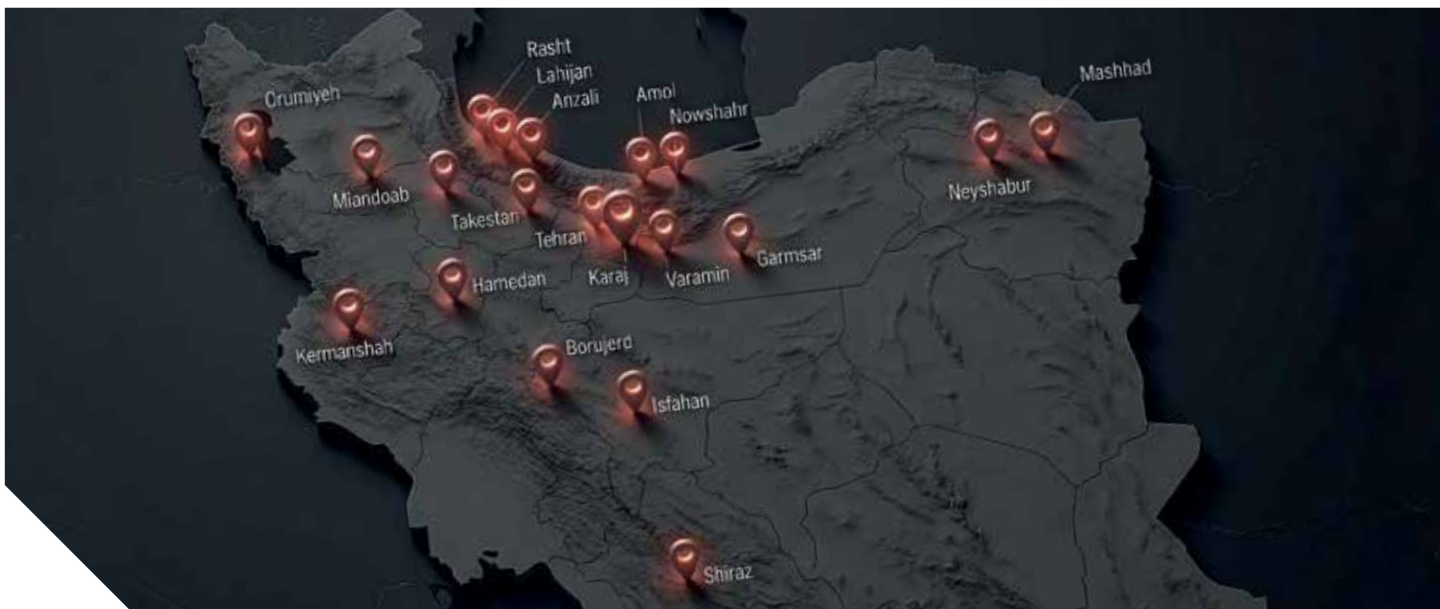 Rasht
Lahijan
Anzali
Orumiyeh
Amol
Nowshahr
Mashhad
Miandoab
Neyshabur
Takestan
Tehran
Karaj
Varamin
Garmsar
Hamedan
Kermanshah
Borujerd
Isfahan
Shiraz